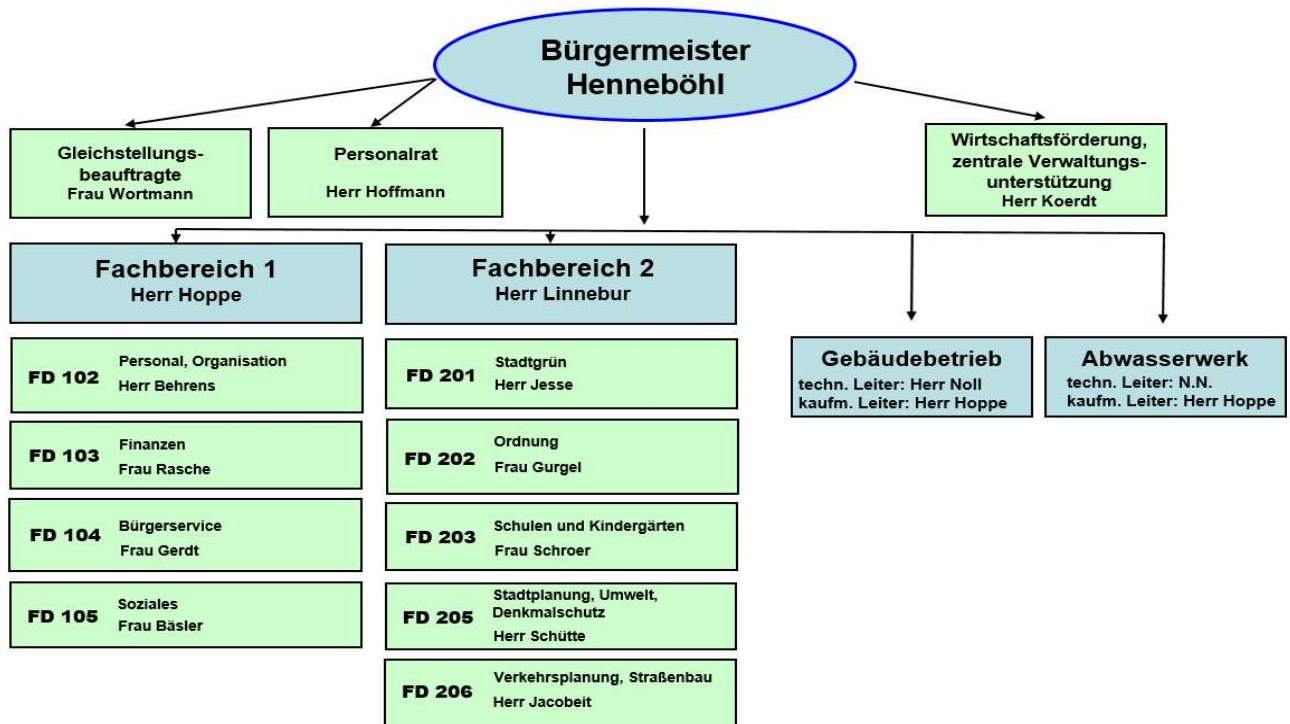 Bürgermeister
Henneböhl
Gleichstellungs-
beauftragte
Frau Wortmann
Personalrat
Herr Hoffmann
Wirtschaftsförderung,
zentrale Verwaltungs-
unterstützung
Herr Koerdt
Fachbereich 1
Herr Hoppe
FD 102
Personal, Organisation
Herr Behrens
FD 103
Finanzen
Frau Rasche
FD 104
Bürgerservice
Frau Gerdt
FD 105
Soziales
Frau Bäsler
Fachbereich 2
Herr Linnebur
FD 201
Stadtgrün
Herr Jesse
FD 202
Ordnung
Frau Gurgel
FD 203
Schulen und Kindergärten
Frau Schroer
FD 205
Stadtplanung, Umwelt,
Denkmalschutz
Herr Schütte
FD 206
Verkehrsplanung, Straßenbau
Herr Jacobeit
Gebäudebetrieb
techn. Leiter: Herr Noll
kaufm. Leiter: Herr Hoppe
Abwasserwerk
techn. Leiter: N.N.
kaufm. Leiter: Herr Hoppe